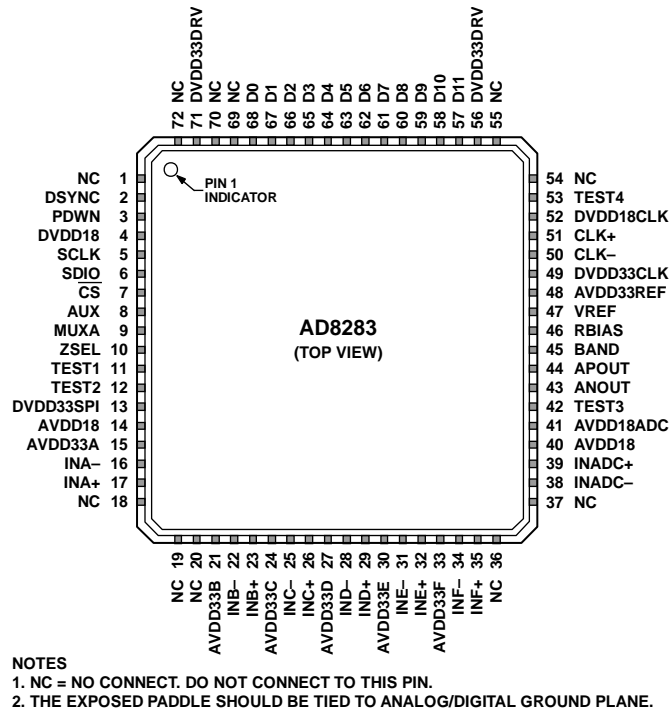 72 NC
71 DVDD33DRV
70 NC
69 NC
68 D0
67 D1
66 D2
65 D3
64 D4
63 D5
62 D6
61 D7
60 D8
59 D9
58 D10
57 D11
56 DVDD33DRV
55 NC
PIN 1
INDICATOR
NC 1
DSYNC 2
PDWN 3
DVDD18 4
SCLK 5
SDIO 6
CS 7
AUX 8
MUXA 9
ZSEL 10
TEST1 11
TEST2 12
DVDD33SPI 13
AVDD18 14
AVDD33A 15
INA– 16
INA+ 17
NC 18
AD8283
(TOP VIEW)
54 NC
53 TEST4
52 DVDD18CLK
51 CLK+
50 CLK–
49 DVDD33CLK
48 AVDD33REF
47 VREF
46 RBIAS
45 BAND
44 APOUT
43 ANOUT
42 TEST3
41 AVDD18ADC
40 AVDD18
39 INADC+
38 INADC–
37 NC
NC 19
NC 20
AVDD33B 21
INB– 22
INB+ 23
AVDD33C 24
INC– 25
INC+ 26
AVDD33D 27
IND– 28
IND+ 29
AVDD33E 30
INE– 31
INE+ 32
AVDD33F 33
INF– 34
INF+ 35
NC 36
NOTES
1. NC = NO CONNECT. DO NOT CONNECT TO THIS PIN.
2. THE EXPOSED PADDLE SHOULD BE TIED TO ANALOG/DIGITAL GROUND PLANE.